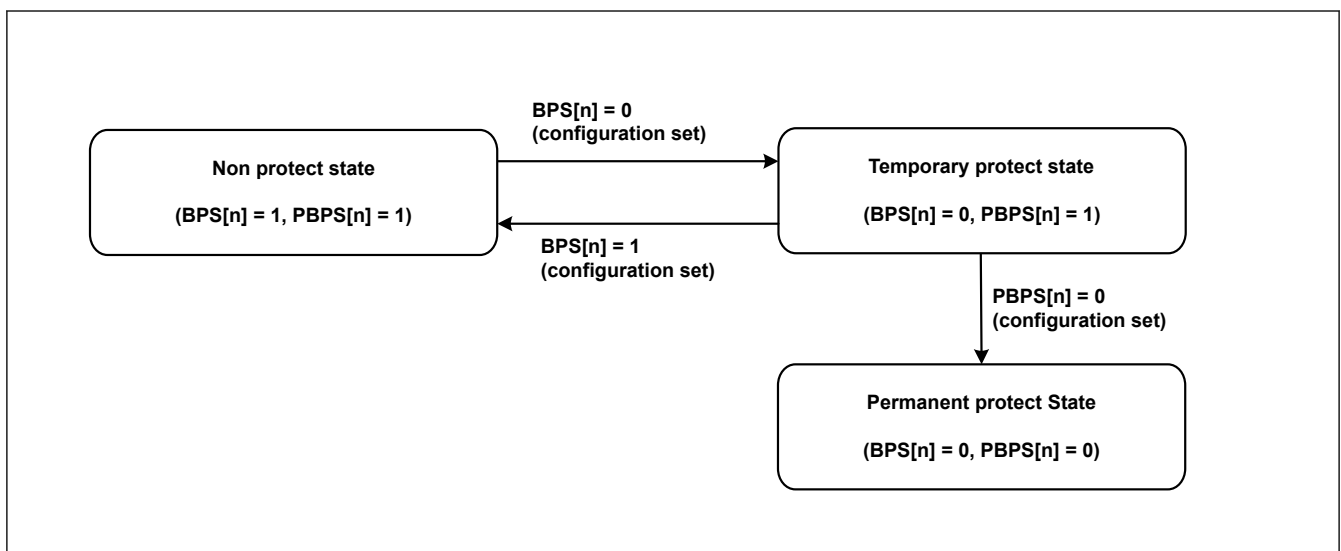 BPS[n] = 0
(configuration set)
Non protect state
(BPS[n] = 1, PBPS[n] = 1)
Temporary protect state
(BPS[n] = 0, PBPS[n] = 1)
BPS[n] = 1
(configuration set)
PBPS[n] = 0
(configuration set)
Permanent protect State
(BPS[n] = 0, PBPS[n] = 0)